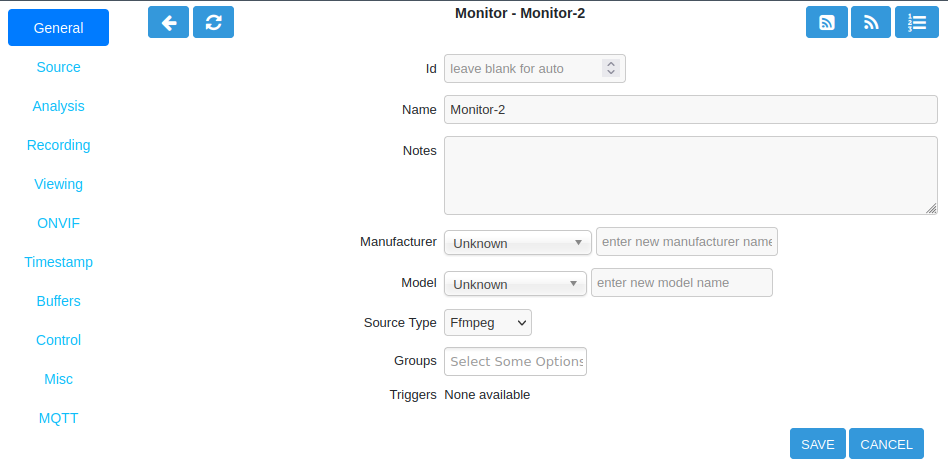 General
Source
Analysis
Recording
Viewing
ONVIF
Timestamp
Buffers
Control
Misc
MQTT
Monitor - Monitor-2
Id leave blank for auto
Name Monitor-2
Notes
Manufacturer Unknown enter new manufacturer name
Model Unknown enter new model name
Source Type Ffmpeg
Groups Select Some Options
Triggers None available
SAVE CANCEL